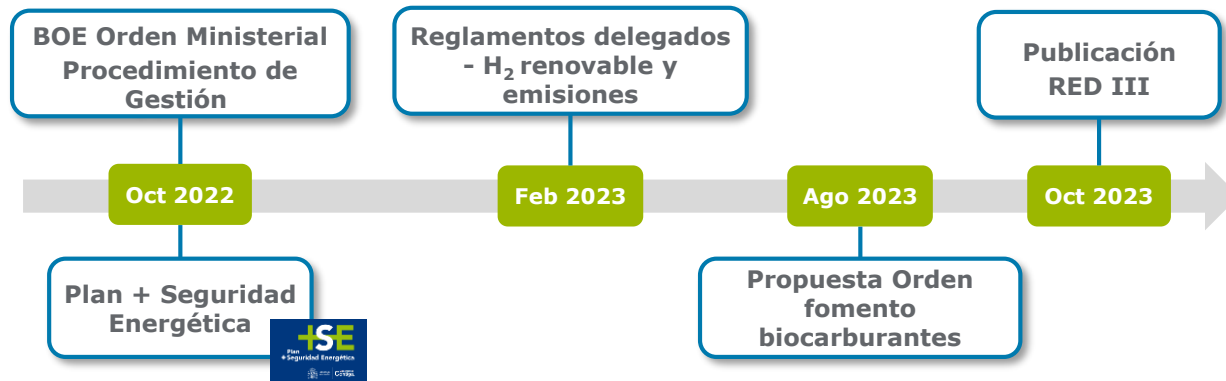 BOE Orden Ministerial
Procedimiento de
Gestión
Reglamentos delegados
- H₂ renovable y
emisiones
Publicación
RED III
Oct 2022
Feb 2023
Ago 2023
Oct 2023
Plan + Seguridad
Energética
Propuesta Orden
fomento
biocarburantes
+SE
Plan
+Seguridad Energética